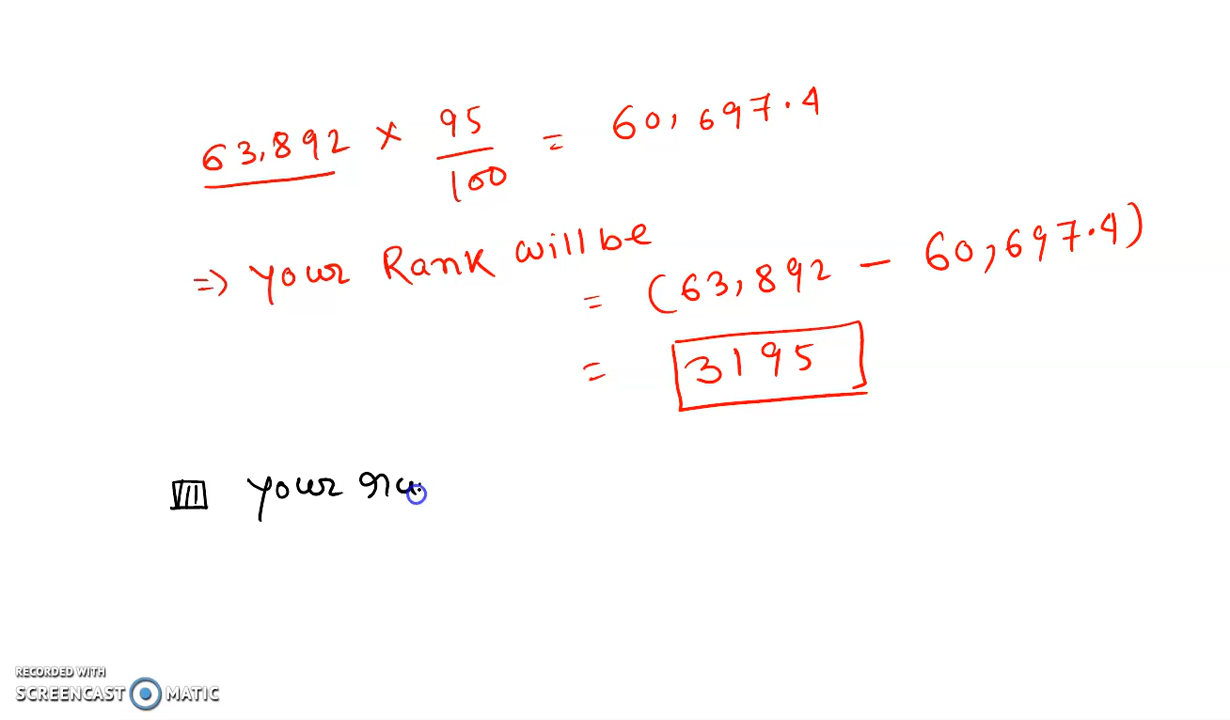 63,892 × 95/100 = 60,697.4
=> your Rank will be
= (63,892 - 60,697.4)
= 3195
your
RECORDED WITH
SCREENCAST MATIC